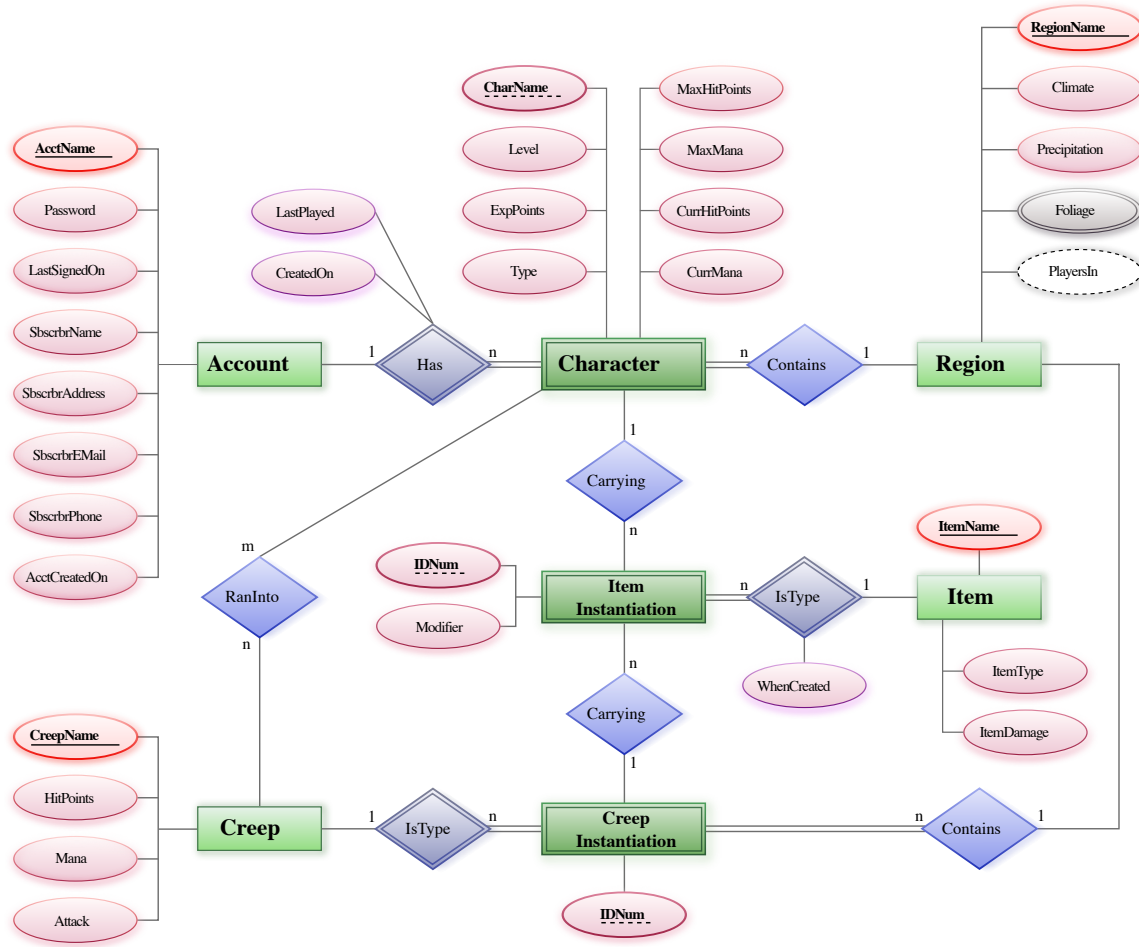 RegionName
Climate
Precipitation
Foliage
PlayersIn
CharName
Level
ExpPoints
Type
MaxHitPoints
MaxMana
CurrHitPoints
CurrMana
AcctName
Password
LastSignedOn
SbscrbrName
SbscrbrAddress
SbscrbrEMail
SbscrbrPhone
AcctCreatedOn
LastPlayed
CreatedOn
Account
1
Has
n
Character
n
Contains
1
Region
1
Carrying
n
m
RanInto
n
IDNum
Modifier
Item
Instantiation
n
IsType
1
WhenCreated
ItemName
Item
ItemType
ItemDamage
n
Carrying
1
CreepName
HitPoints
Mana
Attack
Creep
1
IsType
n
Creep
Instantiation
n
Contains
1
IDNum